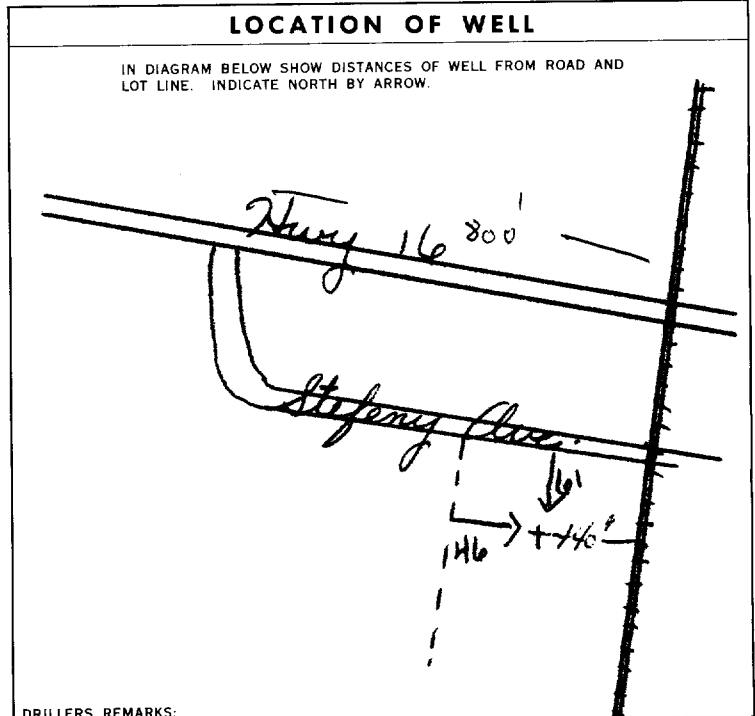 LOCATION OF WELL
IN DIAGRAM BELOW SHOW DISTANCES OF WELL FROM ROAD AND
LOT LINE. INDICATE NORTH BY ARROW.
Hwy 16 800'
Stefeny Ave.
61
146
DRILLERS REMARKS: